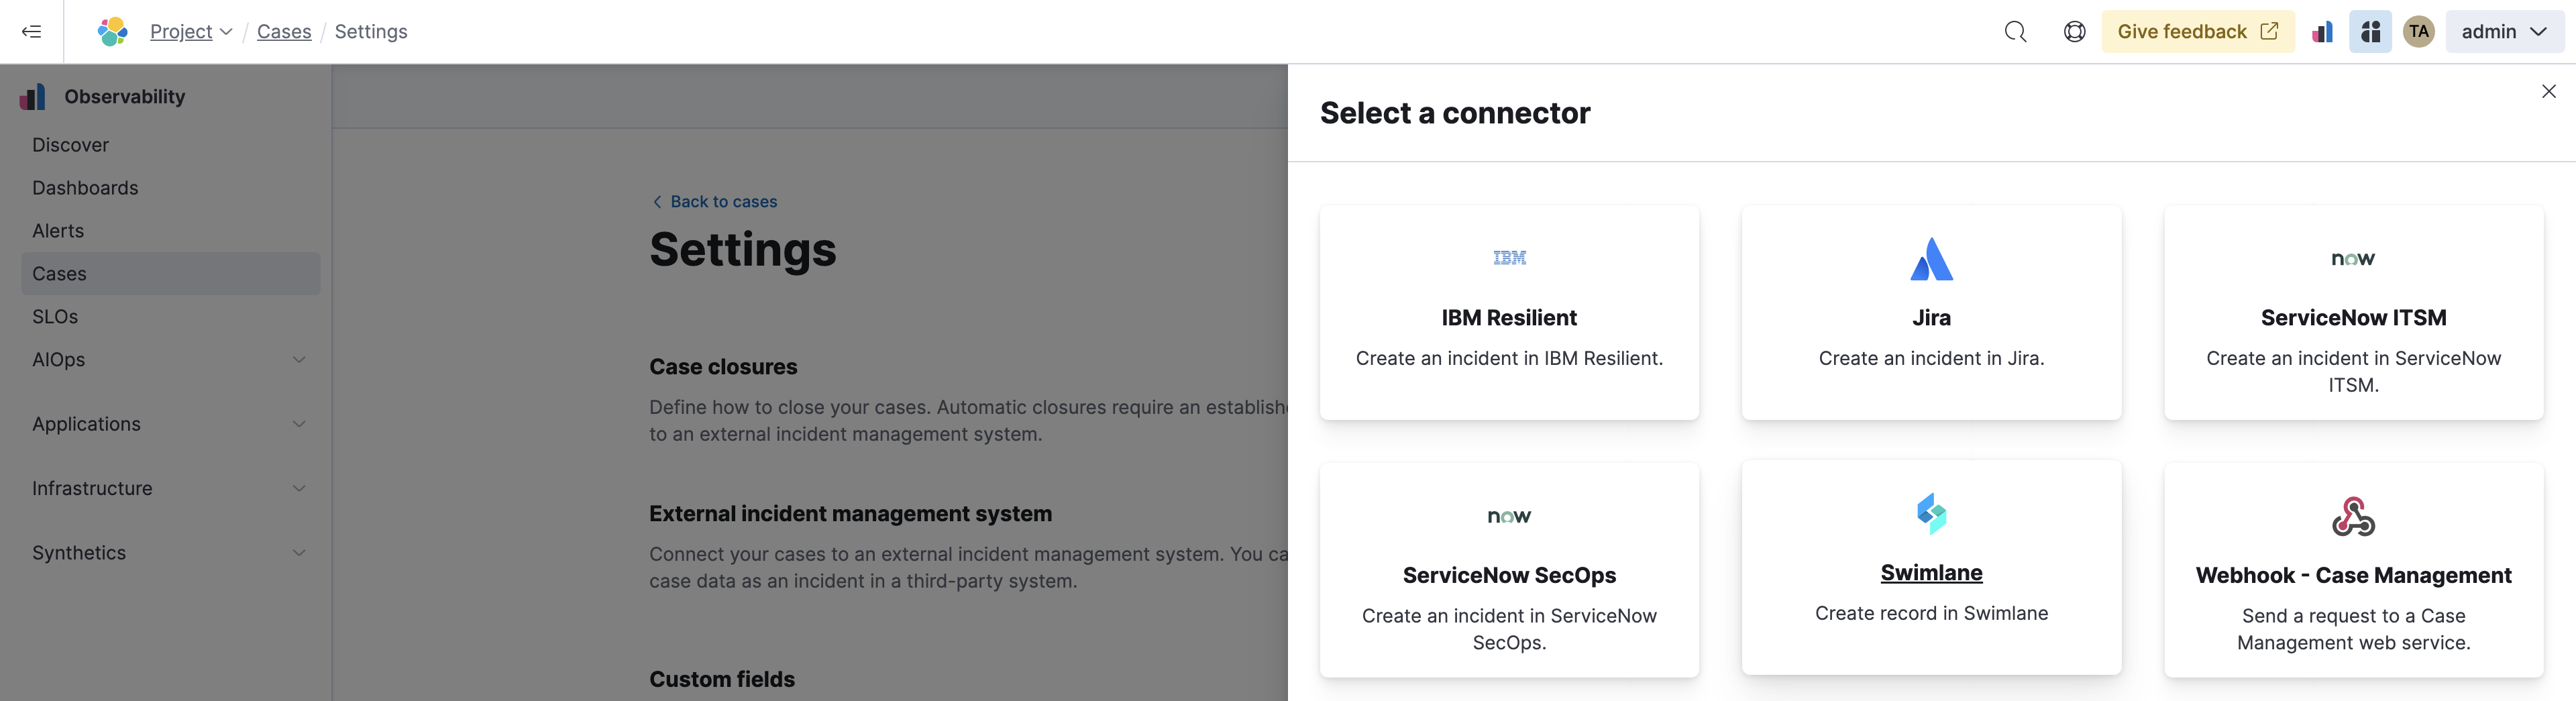 Project / Cases / Settings
Give feedback
TA
admin
Observability
Discover
Dashboards
Alerts
Cases
SLOs
AIOps
Applications
Infrastructure
Synthetics
Back to cases
Settings
Case closures
Define how to close your cases. Automatic closures require an
to an external incident management system.
External incident management system
Connect your cases to an external incident management system. You
case data as an incident in a third-party system.
Custom fields
Select a connector
IBM
IBM Resilient
Create an incident in IBM Resilient.
Jira
Create an incident in Jira.
now
ServiceNow ITSM
Create an incident in ServiceNow
ITSM.
now
ServiceNow SecOps
Create an incident in ServiceNow
SecOps.
Swimlane
Create record in Swimlane
Webhook - Case Management
Send a request to a Case
Management web service.